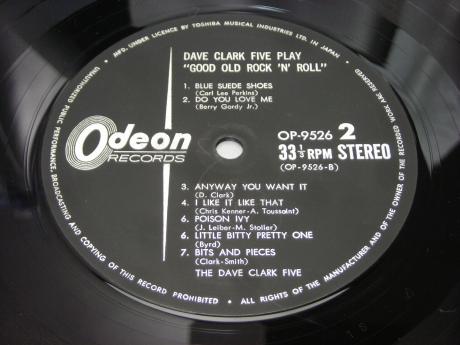 MFD. UNDER LICENCE BY TOSHIBA MUSICAL INDUSTRIES LTD. IN JAPAN
DAVE CLARK FIVE PLAY
"GOOD OLD ROCK 'N' ROLL"
1. BLUE SUEDE SHOES
(Carl Lee Perkins)
2. DO YOU LOVE ME
(Berry Gordy Jr.)
Odeon
RECORDS
OP-9526 2
33 1/3 RPM STEREO
(OP-9526-B)
3. ANYWAY YOU WANT IT
(D. Clark)
4. I LIKE IT LIKE THAT
(Chris Kenner-A. Toussaint)
5. POISON IVY
(J. Leiber-M. Stoller)
6. LITTLE BITTY PRETTY ONE
(Byrd)
7. BITS AND PIECES
(Clark-Smith)
THE DAVE CLARK FIVE
UNAUTHORIZED PUBLIC PERFORMANCE, BROADCASTING AND COPYING OF THIS RECORD PROHIBITED • ALL RIGHTS OF THE MANUFACTURER AND OF THE OWNER OF THE RECORDED WORK ARE RESERVED